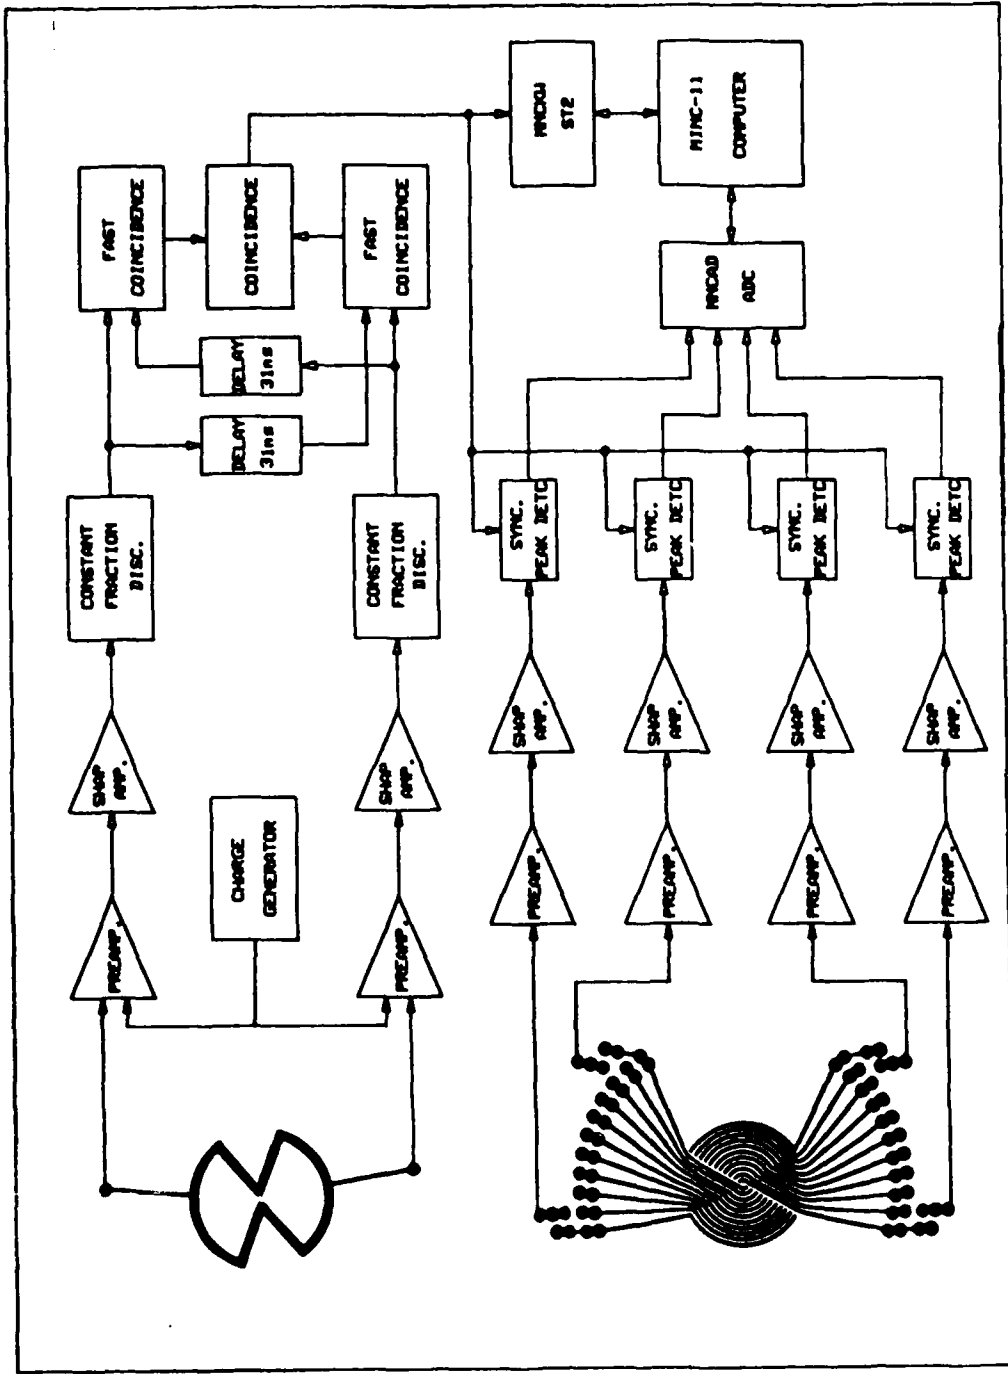 PREAMP.
SHAP
AMP.
CONSTANT
FRACTION
DISC.
DELAY
31ns
DELAY
31ns
FAST
COINCIDENCE
COINCIDENCE
FAST
COINCIDENCE
CHARGE
GENERATOR
PREAMP.
SHAP
AMP.
CONSTANT
FRACTION
DISC.
PREAMP.
SHAP
AMP.
SYNC.
PEAK DETC
MNCKW
ST2
PREAMP.
SHAP
AMP.
SYNC.
PEAK DETC
MNCAD
ADC
MINC-11
COMPUTER
PREAMP.
SHAP
AMP.
SYNC.
PEAK DETC
PREAMP.
SHAP
AMP.
SYNC.
PEAK DETC